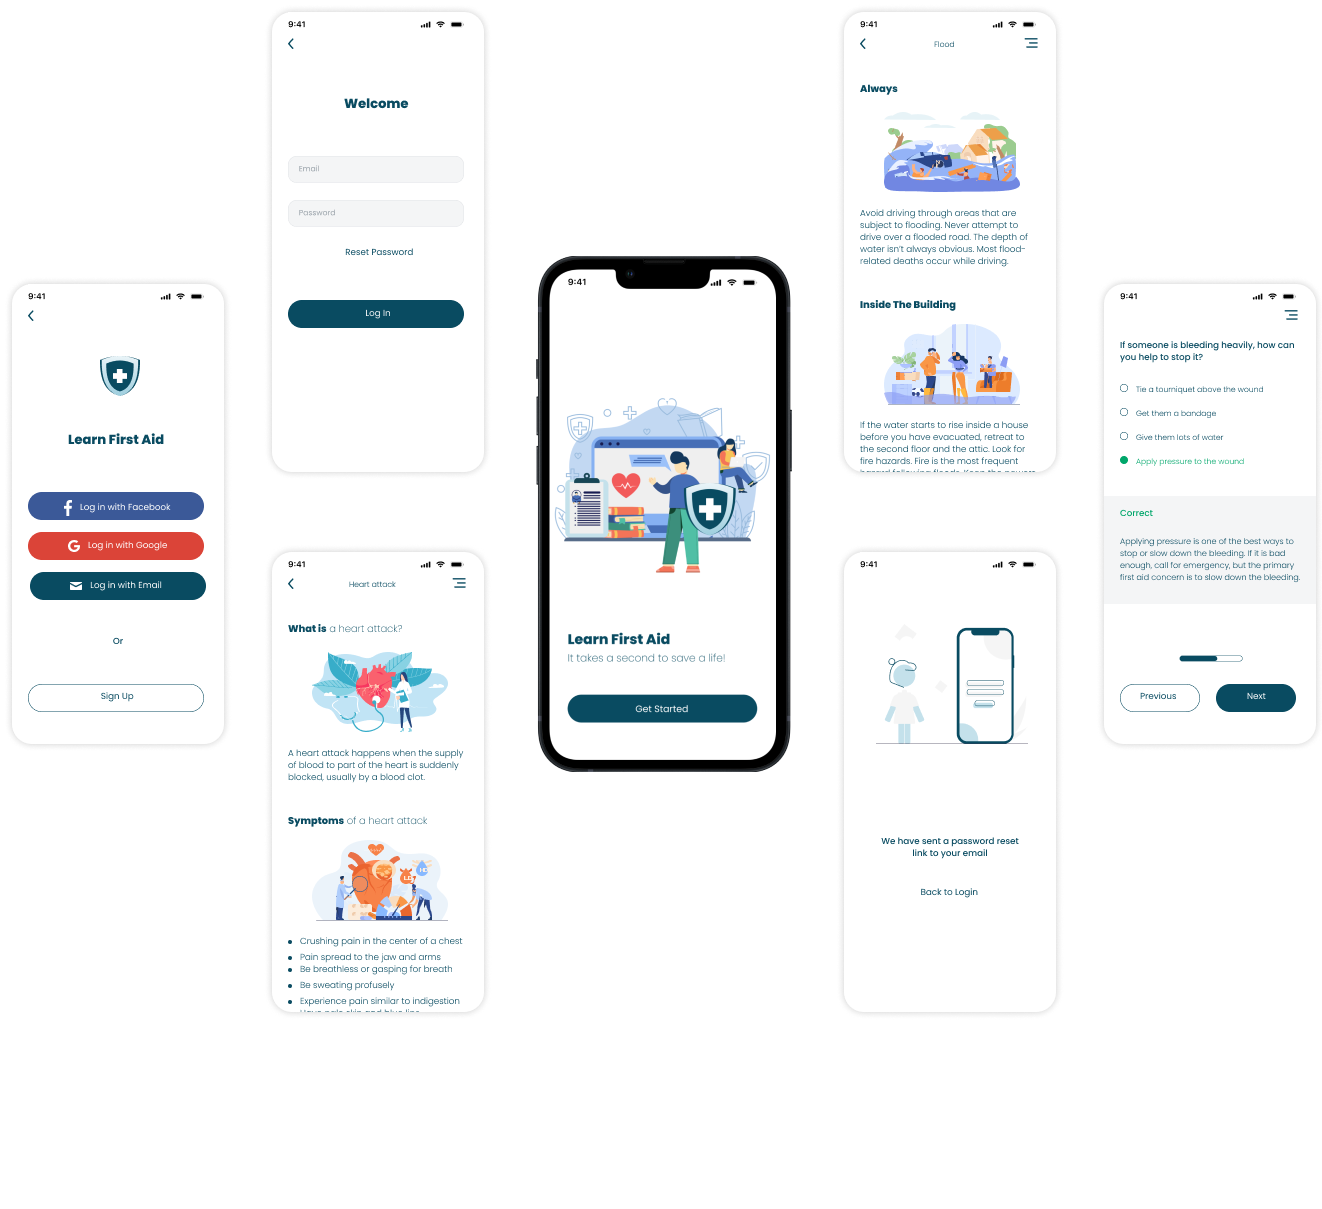 9:41
Learn First Aid
Log in with Facebook
Log in with Google
Log in with Email
Or
Sign Up
9:41
Welcome
Email
Password
Reset Password
Log In
9:41
Heart attack
What is a heart attack?
A heart attack happens when the supply
of blood to part of the heart is suddenly
blocked, usually by a blood clot.
Symptoms of a heart attack
Crushing pain in the center of a chest
Pain spread to the jaw and arms
Be breathless or gasping for breath
Be sweating profusely
Experience pain similar to indigestion
Have pale skin and blue lips
9:41
Learn First Aid
It takes a second to save a life!
Get Started
9:41
Flood
Always
Avoid driving through areas that are
subject to flooding. Never attempt to
drive over a flooded road. The depth of
water isn't always obvious. Most flood-
related deaths occur while driving.
Inside The Building
If the water starts to rise inside a house
before you have evacuated, retreat to
the second floor and the attic. Look for
fire hazards. Fire is the most frequent
hazard following floods. Keep the powers
9:41
We have sent a password reset
link to your email
Back to Login
9:41
If someone is bleeding heavily, how can
you help to stop it?
Tie a tourniquet above the wound
Get them a bandage
Give them lots of water
Apply pressure to the wound
Correct
Applying pressure is one of the best ways to
stop or slow down the bleeding. If it is bad
enough, call for emergency, but the primary
first aid concern is to slow down the bleeding.
Previous
Next